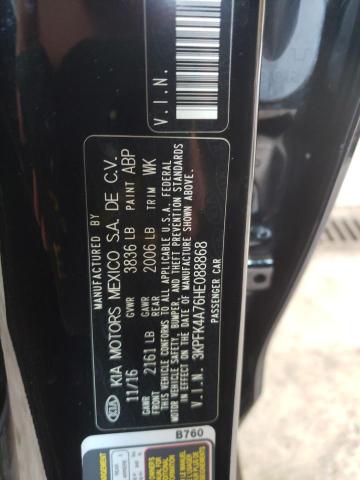 MANUFACTURED BY
KIA KIA MOTORS MEXICO S.A. DE C.V.
11/16 GVWR 3836 LB PAINT ABP
GAWR FRONT 2161 LB GAWR REAR 2006 LB TRIM WK
THIS VEHICLE CONFORMS TO ALL APPLICABLE U.S.A. FEDERAL
MOTOR VEHICLE SAFETY, BUMPER, AND THEFT PREVENTION STANDARDS
IN EFFECT ON THE DATE OF MANUFACTURE SHOWN ABOVE.
V.I.N. 3KPFK4A76HE088868
PASSENGER CAR
V.I.N.
B760